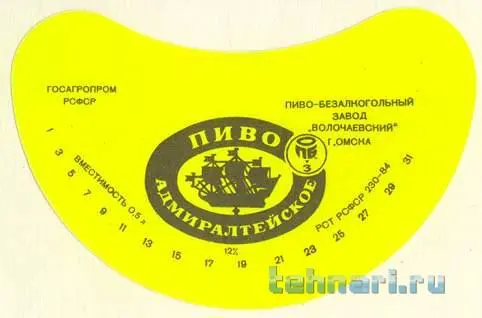 ГОСАГРОПРОМ
РСФСР
ПИВО-БЕЗАЛКОГОЛЬНЫЙ
ЗАВОД
"ВОЛОЧАЕВСКИЙ"
Г.ОМСКА
ПИВО
АДМИРАЛТЕЙСКОЕ
ПБ
З
ВМЕСТИМОСТЬ 0,5 л
12%
РСТ РСФСР 230-84
1 3 5 7 9 11 13 15 17 19 21 23 25 27 29 31
tehnari.ru